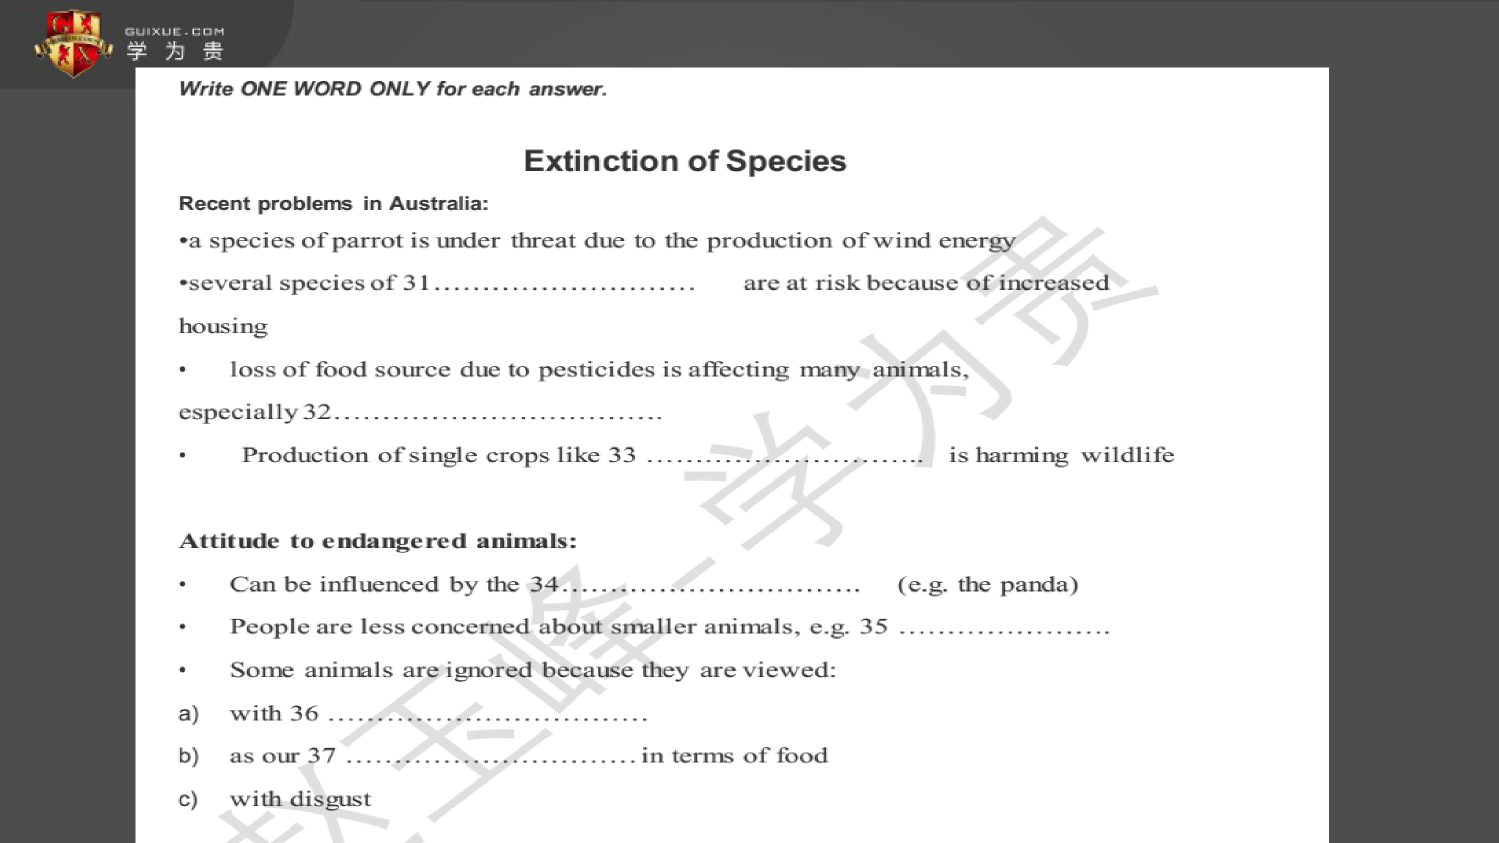 GUIXUE.COM
学为贵
Write ONE WORD ONLY for each answer.
Extinction of Species
Recent problems in Australia:
•a species of parrot is under threat due to the production of wind energy
•several species of 31……………………… are at risk because of increased
housing
• loss of food source due to pesticides is affecting many animals,
especially 32…………………………….
• Production of single crops like 33 ……………………….. is harming wildlife
Attitude to endangered animals:
• Can be influenced by the 34…………………………. (e.g. the panda)
• People are less concerned about smaller animals, e.g. 35 ………………….
• Some animals are ignored because they are viewed:
a) with 36 ……………………………
b) as our 37 …………………………in terms of food
c) with disgust
赵玉峰-学为贵